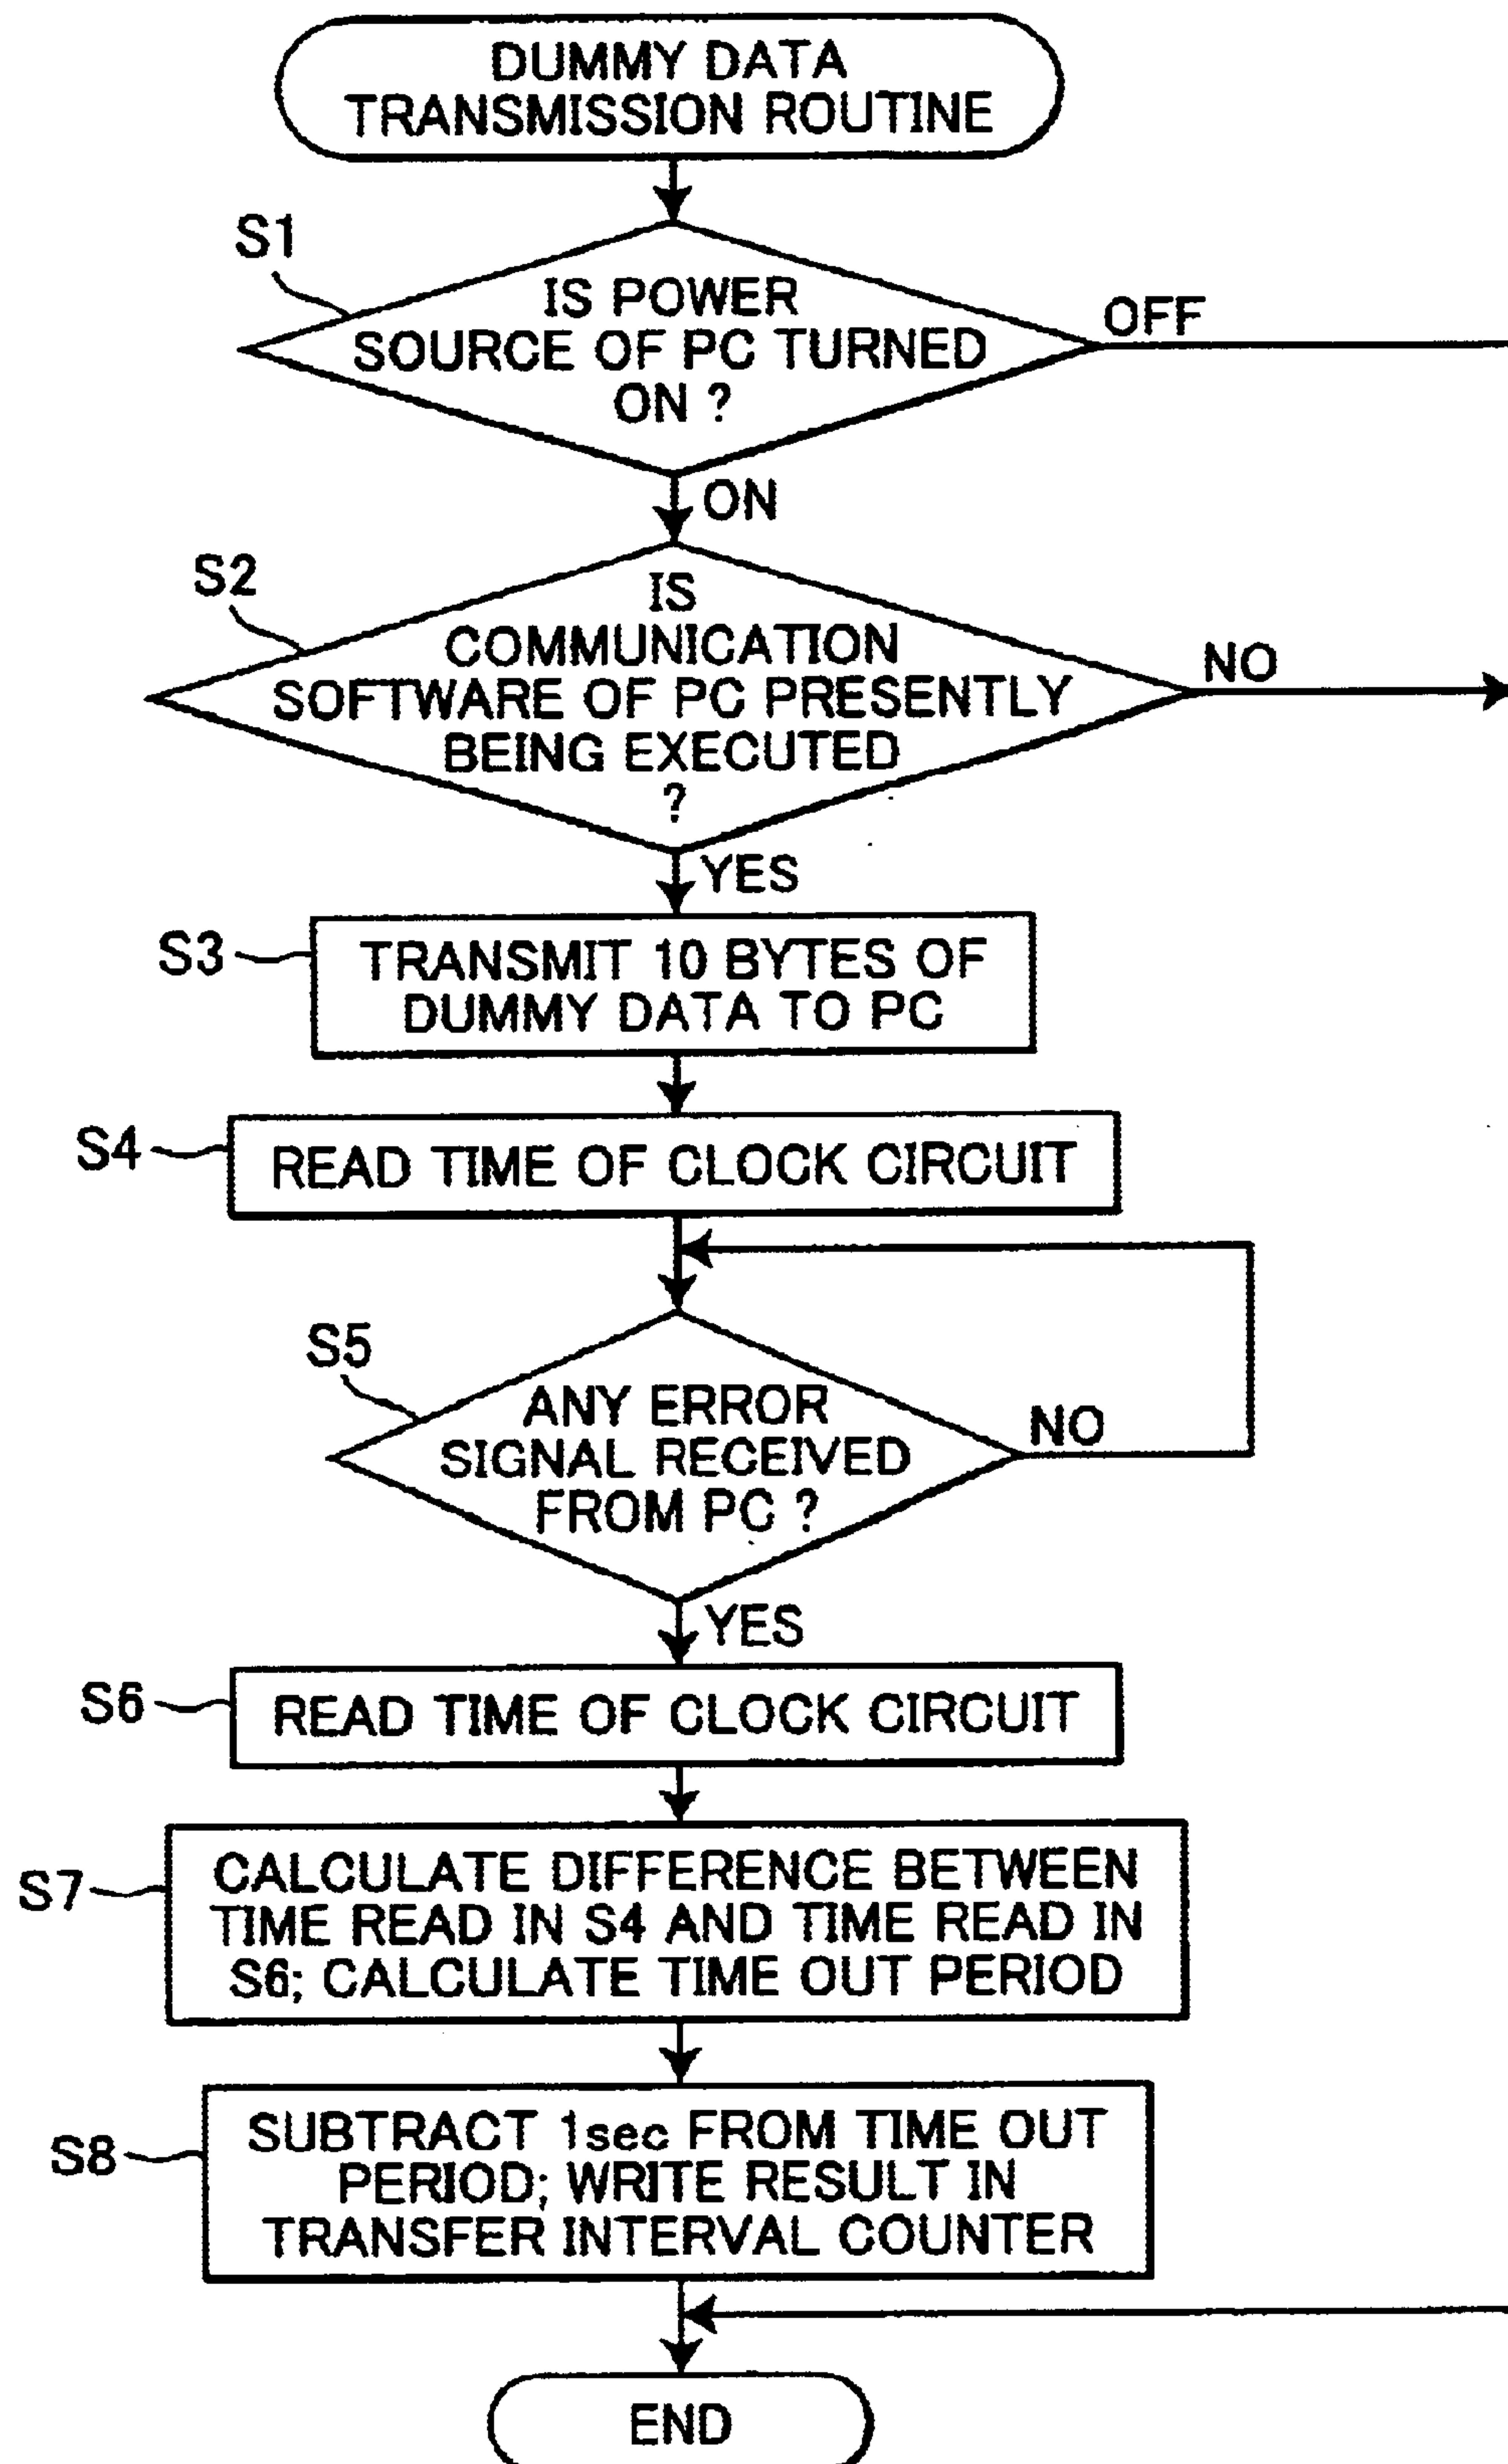 DUMMY DATA
TRANSMISSION ROUTINE
S1
IS POWER
SOURCE OF PC TURNED
ON ?
OFF
ON
S2
IS
COMMUNICATION
SOFTWARE OF PC PRESENTLY
BEING EXECUTED
?
NO
YES
S3
TRANSMIT 10 BYTES OF
DUMMY DATA TO PC
S4
READ TIME OF CLOCK CIRCUIT
S5
ANY ERROR
SIGNAL RECEIVED
FROM PC ?
NO
YES
S6
READ TIME OF CLOCK CIRCUIT
S7
CALCULATE DIFFERENCE BETWEEN
TIME READ IN S4 AND TIME READ IN
S6; CALCULATE TIME OUT PERIOD
S8
SUBTRACT 1sec FROM TIME OUT
PERIOD; WRITE RESULT IN
TRANSFER INTERVAL COUNTER
END